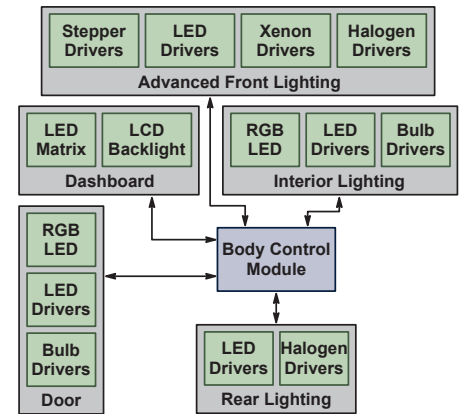 Stepper Drivers
LED Drivers
Xenon Drivers
Halogen Drivers
Advanced Front Lighting
LED Matrix
LCD Backlight
Dashboard
RGB LED
LED Drivers
Bulb Drivers
Interior Lighting
RGB LED
LED Drivers
Bulb Drivers
Door
Body Control Module
LED Drivers
Halogen Drivers
Rear Lighting